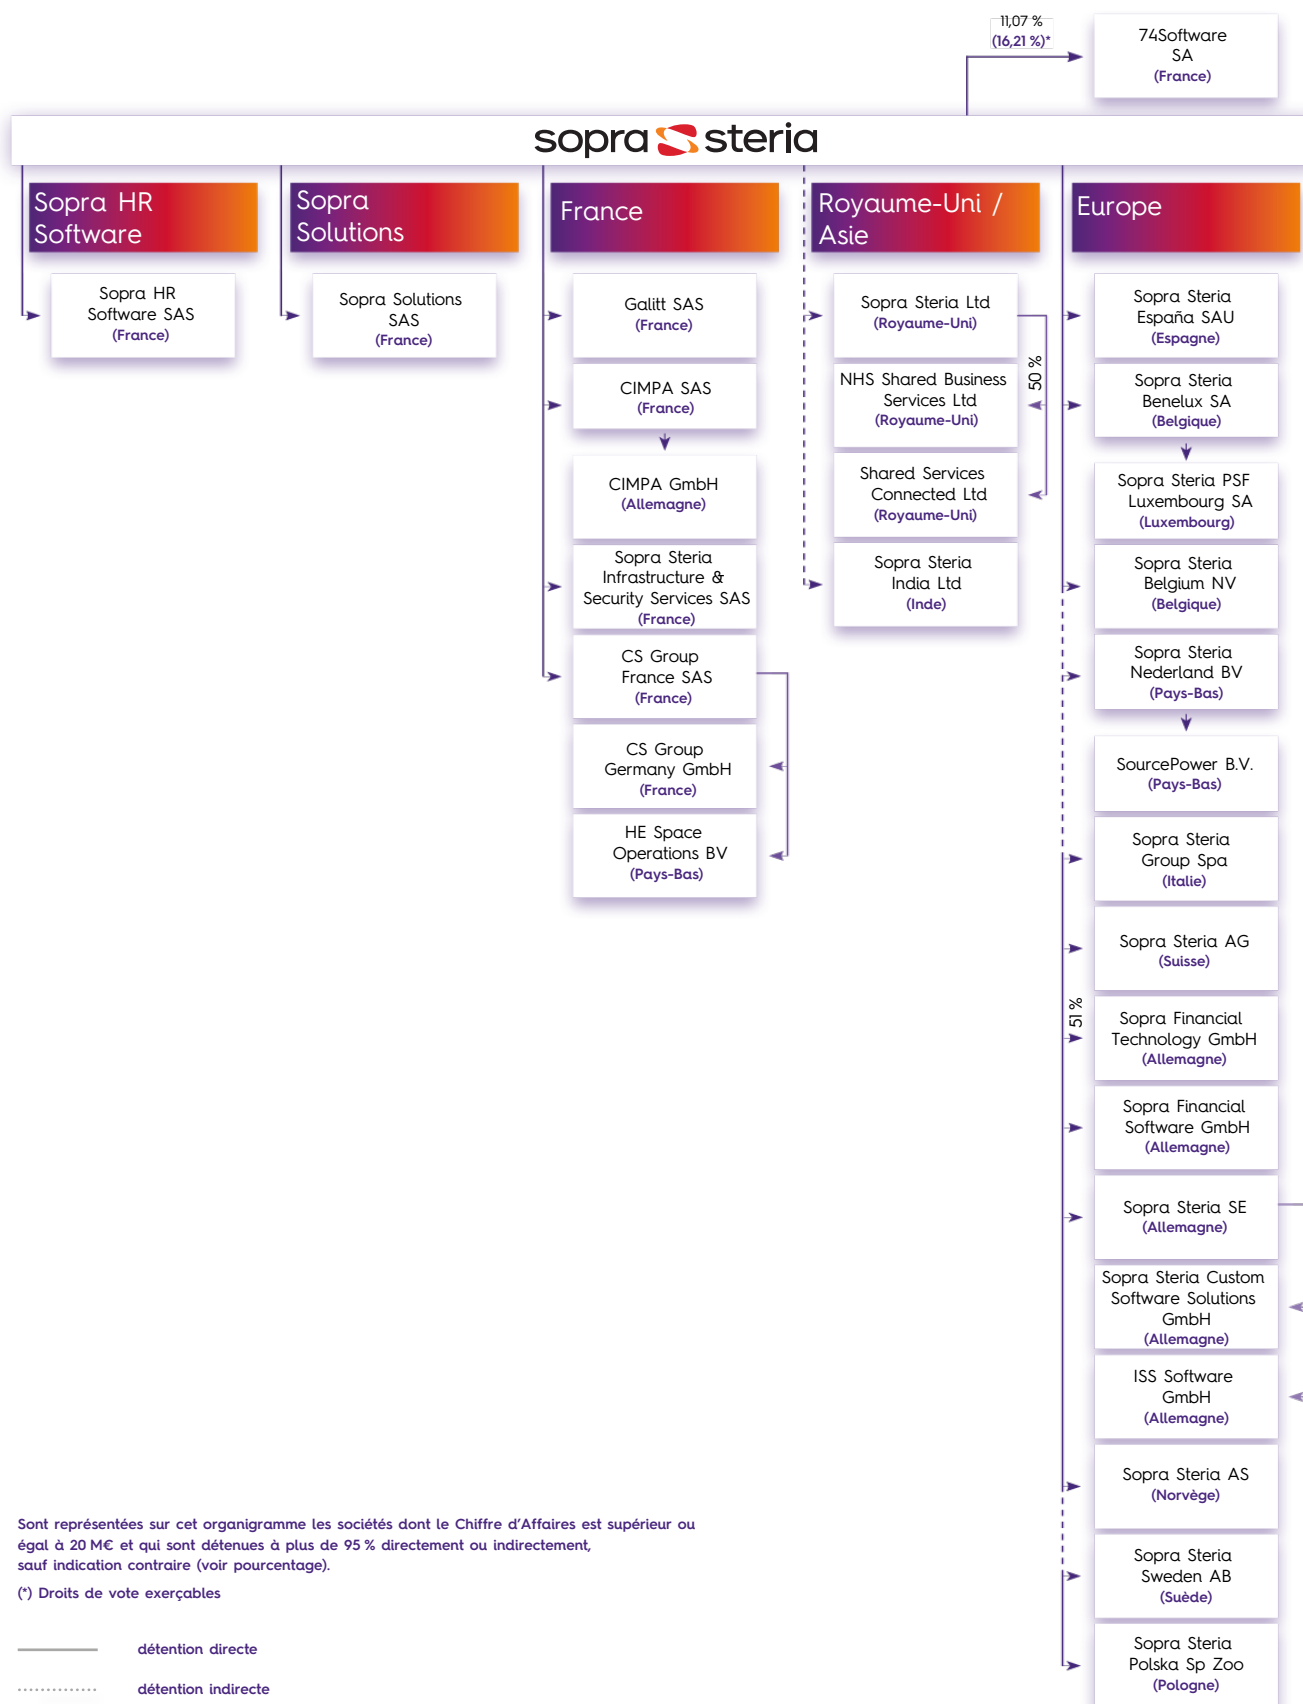 11,07 %
(16,21 %)*
74Software
SA
(France)
sopra steria
Sopra HR
Software
Sopra HR
Software SAS
(France)
Sopra
Solutions
Sopra Solutions
SAS
(France)
France
Galitt SAS
(France)
CIMPA SAS
(France)
CIMPA GmbH
(Allemagne)
Sopra Steria
Infrastructure &
Security Services SAS
(France)
CS Group
France SAS
(France)
CS Group
Germany GmbH
(France)
HE Space
Operations BV
(Pays-Bas)
Royaume-Uni /
Asie
Sopra Steria Ltd
(Royaume-Uni)
50 %
NHS Shared Business
Services Ltd
(Royaume-Uni)
Shared Services
Connected Ltd
(Royaume-Uni)
Sopra Steria
India Ltd
(Inde)
Europe
Sopra Steria
España SAU
(Espagne)
Sopra Steria
Benelux SA
(Belgique)
Sopra Steria PSF
Luxembourg SA
(Luxembourg)
Sopra Steria
Belgium NV
(Belgique)
Sopra Steria
Nederland BV
(Pays-Bas)
SourcePower B.V.
(Pays-Bas)
Sopra Steria
Group Spa
(Italie)
Sopra Steria AG
(Suisse)
51 %
Sopra Financial
Technology GmbH
(Allemagne)
Sopra Financial
Software GmbH
(Allemagne)
Sopra Steria SE
(Allemagne)
Sopra Steria Custom
Software Solutions
GmbH
(Allemagne)
ISS Software
GmbH
(Allemagne)
Sopra Steria AS
(Norvège)
Sopra Steria
Sweden AB
(Suède)
Sopra Steria
Polska Sp Zoo
(Pologne)
Sont représentées sur cet organigramme les sociétés dont le Chiffre d'Affaires est supérieur ou
égal à 20 M€ et qui sont détenues à plus de 95 % directement ou indirectement,
sauf indication contraire (voir pourcentage).
(*) Droits de vote exerçables
détention directe
détention indirecte